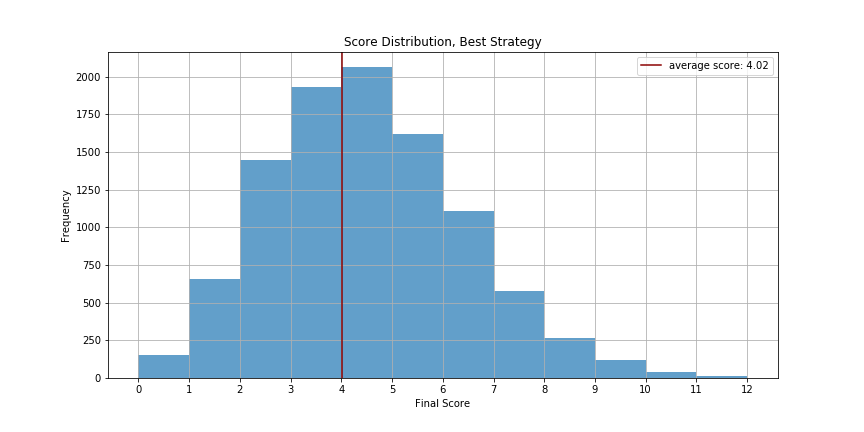 Score Distribution, Best Strategy
average score: 4.02
Frequency
2000
1750
1500
1250
1000
750
500
250
0
0 1 2 3 4 5 6 7 8 9 10 11 12
Final Score